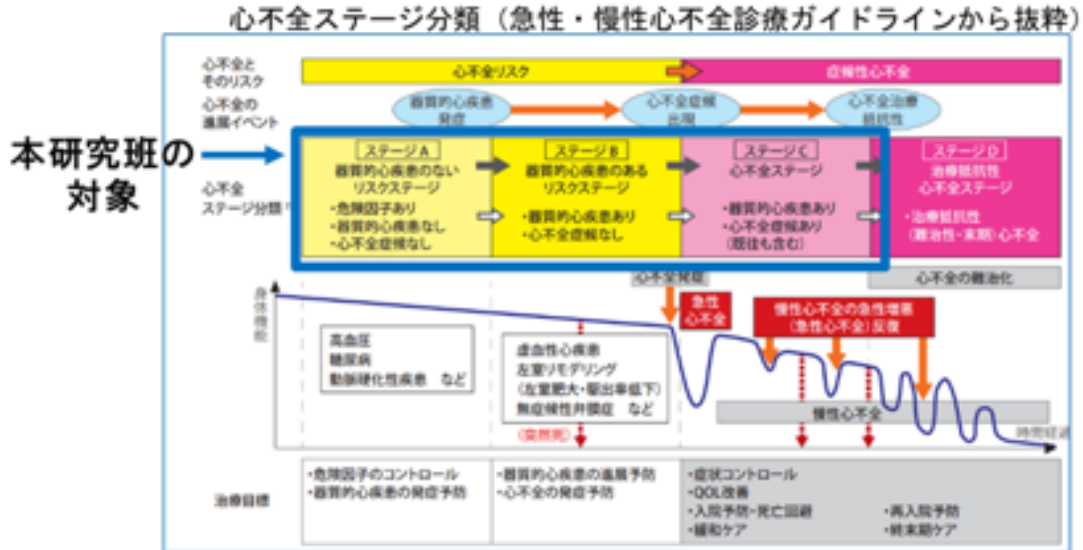 心不全ステージ分類（急性・慢性心不全診療ガイドラインから抜粋）
心不全と
そのリスク
心不全リスク
症候性心不全
心不全の
進展イベント
器質的心疾患
発症
心不全症候
出現
心不全治療
抵抗性
本研究班の
対象
心不全
ステージ分類
ステージA
器質的心疾患のない
リスクステージ
・危険因子あり
・器質的心疾患なし
・心不全症候なし
ステージB
器質的心疾患のある
リスクステージ
・器質的心疾患あり
・心不全症候なし
ステージC
心不全ステージ
・器質的心疾患あり
・心不全症候あり
(既往も含む)
ステージD
治療抵抗性
心不全ステージ
・治療抵抗性
(難治性・末期)心不全
心不全発症
心不全の難治化
身体機能
急性
心不全
慢性心不全の急性増悪
(急性心不全)反復
高血圧
糖尿病
動脈硬化性疾患　など
虚血性心疾患
左室リモデリング
(左室肥大・駆出率低下)
無症候性弁膜症　など
(突然死)
慢性心不全
時間経過
治療目標
・危険因子のコントロール
・器質的心疾患の発症予防
・器質的心疾患の進展予防
・心不全の発症予防
・症状コントロール
・QOL改善
・入院予防・死亡回避
・緩和ケア
・再入院予防
・終末期ケア